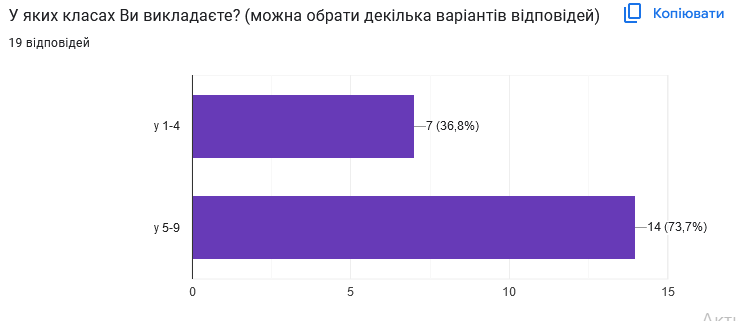 У яких класах Ви викладаєте? (можна обрати декілька варіантів відповідей)
Копіювати
19 відповідей
у 1-4
7 (36,8%)
у 5-9
14 (73,7%)
0
5
10
15